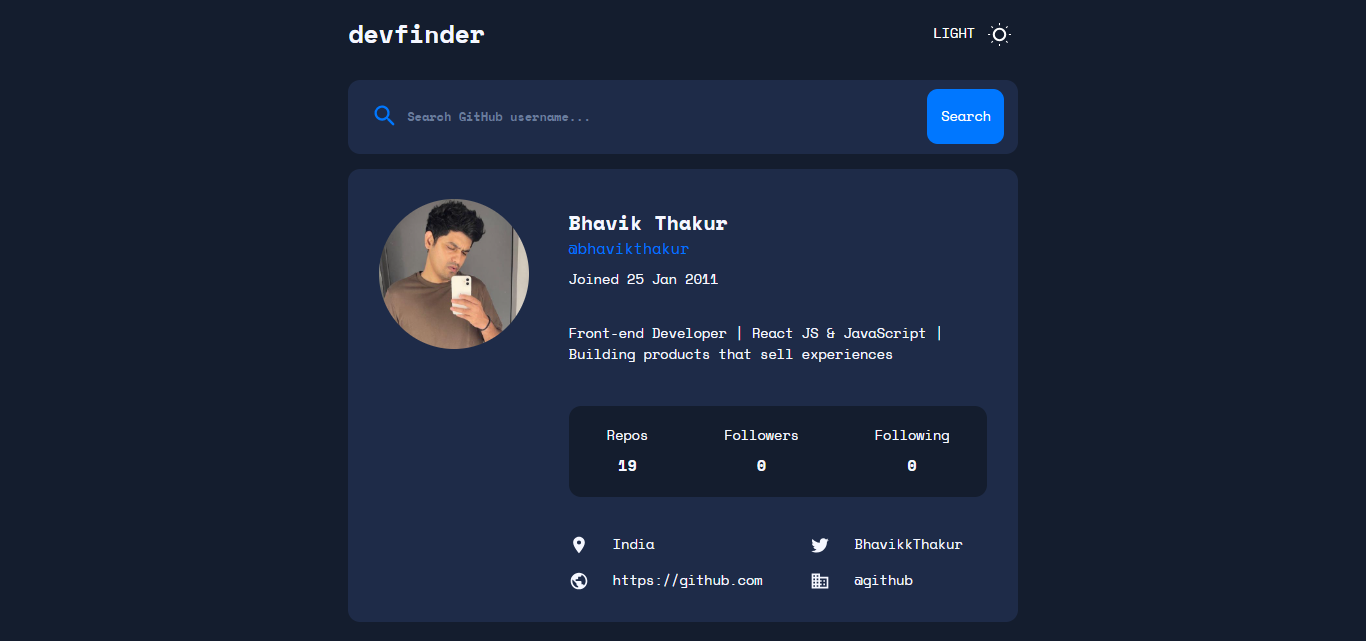 devfinder
LIGHT
Search GitHub username...
Search
Bhavik Thakur
@bhavikthakur
Joined 25 Jan 2011
Front-end Developer | React JS & JavaScript |
Building products that sell experiences
Repos Followers Following
19 0 0
India BhavikkThakur
https://github.com @github